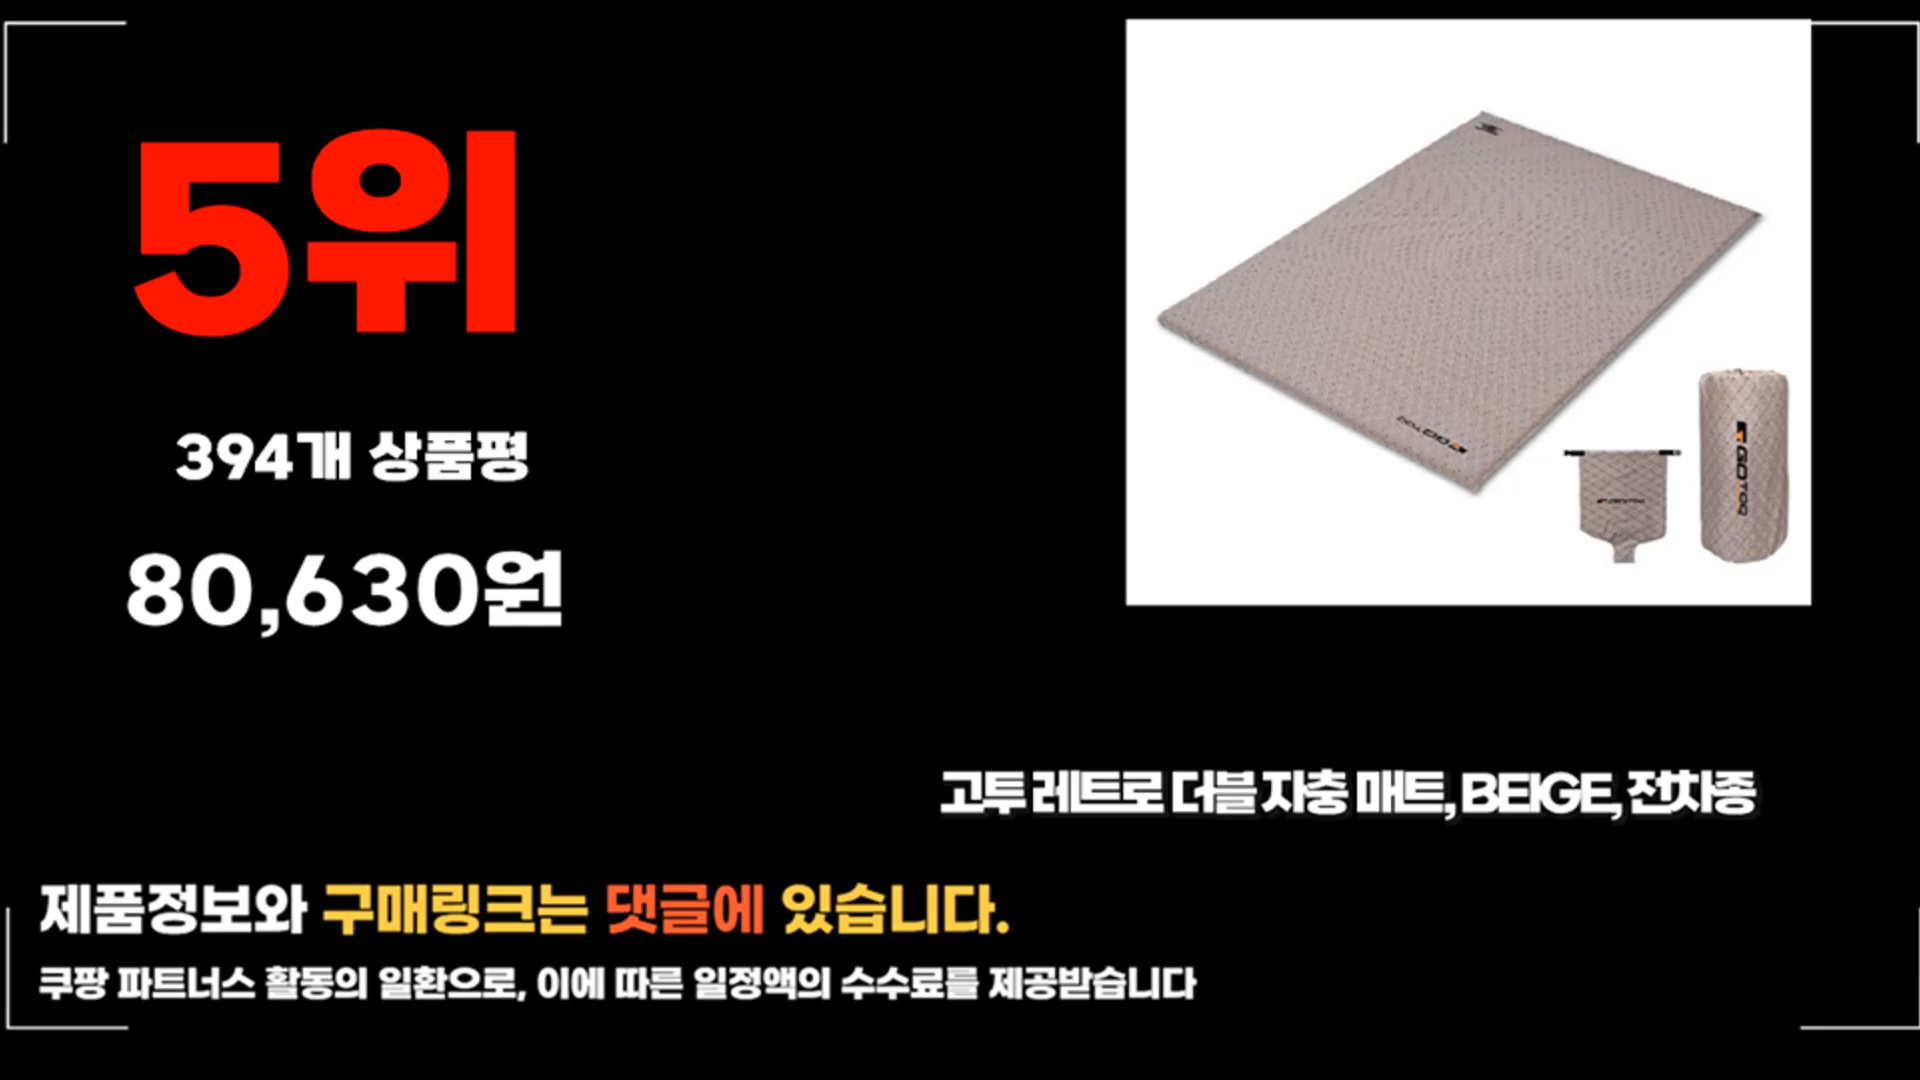 5위
394개 상품평
80,630원
GOTOQ
고투 레트로 더블 자충 매트, BEIGE, 전차종
제품정보와 구매링크는 댓글에 있습니다.
쿠팡 파트너스 활동의 일환으로, 이에 따른 일정액의 수수료를 제공받습니다